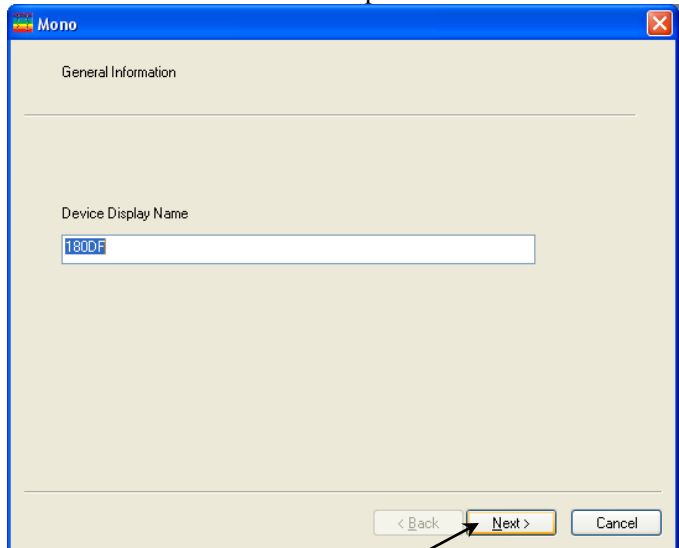 Mono
General Information
Device Display Name
180DF
< Back Next > Cancel